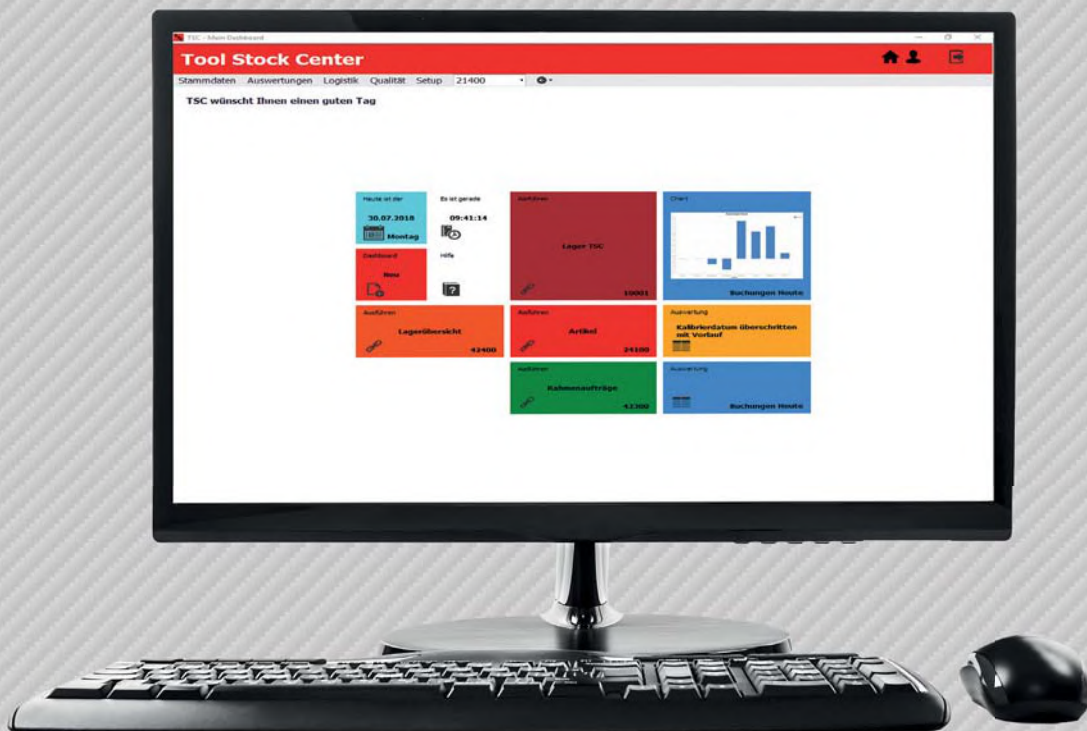 TSC - Main Dashboard
Tool Stock Center
Stammdaten Auswertungen Logistik Qualität Setup 21400
TSC wünscht Ihnen einen guten Tag
Heute ist der
30.07.2018
Montag
Es ist gerade
09:41:14
Ausführen
Lager TSC
10001
Chart
Buchungen Heute
Dashboard
Neu
Hilfe
Ausführen
Lagerübersicht
42400
Ausführen
Artikel
24100
Auswertung
Kalibrierdatum überschritten
mit Vorlauf
Ausführen
Rahmenaufträge
42300
Auswertung
Buchungen Heute